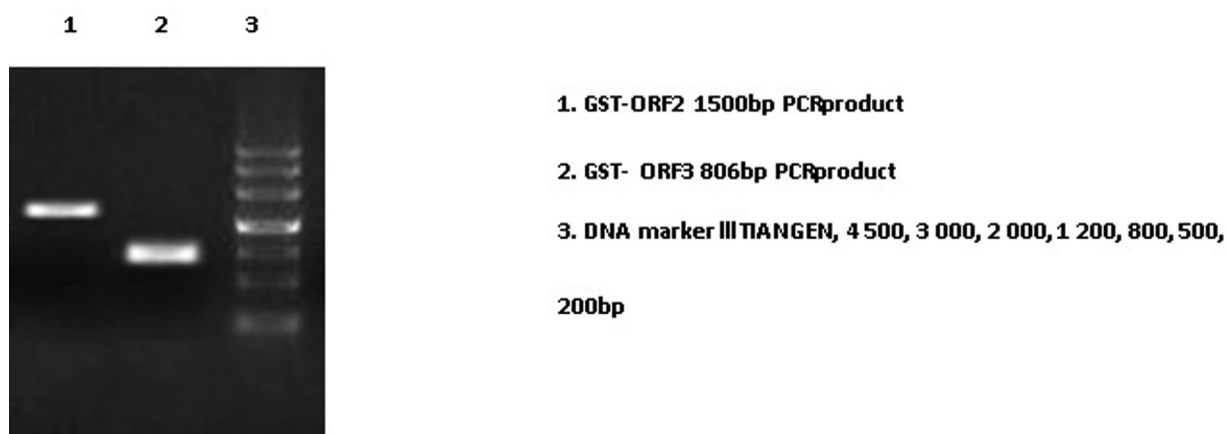 1 2 3
1. GST-ORF2 1500bp PCRproduct
2. GST- ORF3 806bp PCRproduct
3. DNA marker III TIANGEN, 4 500, 3 000, 2 000, 1 200, 800, 500,
200bp